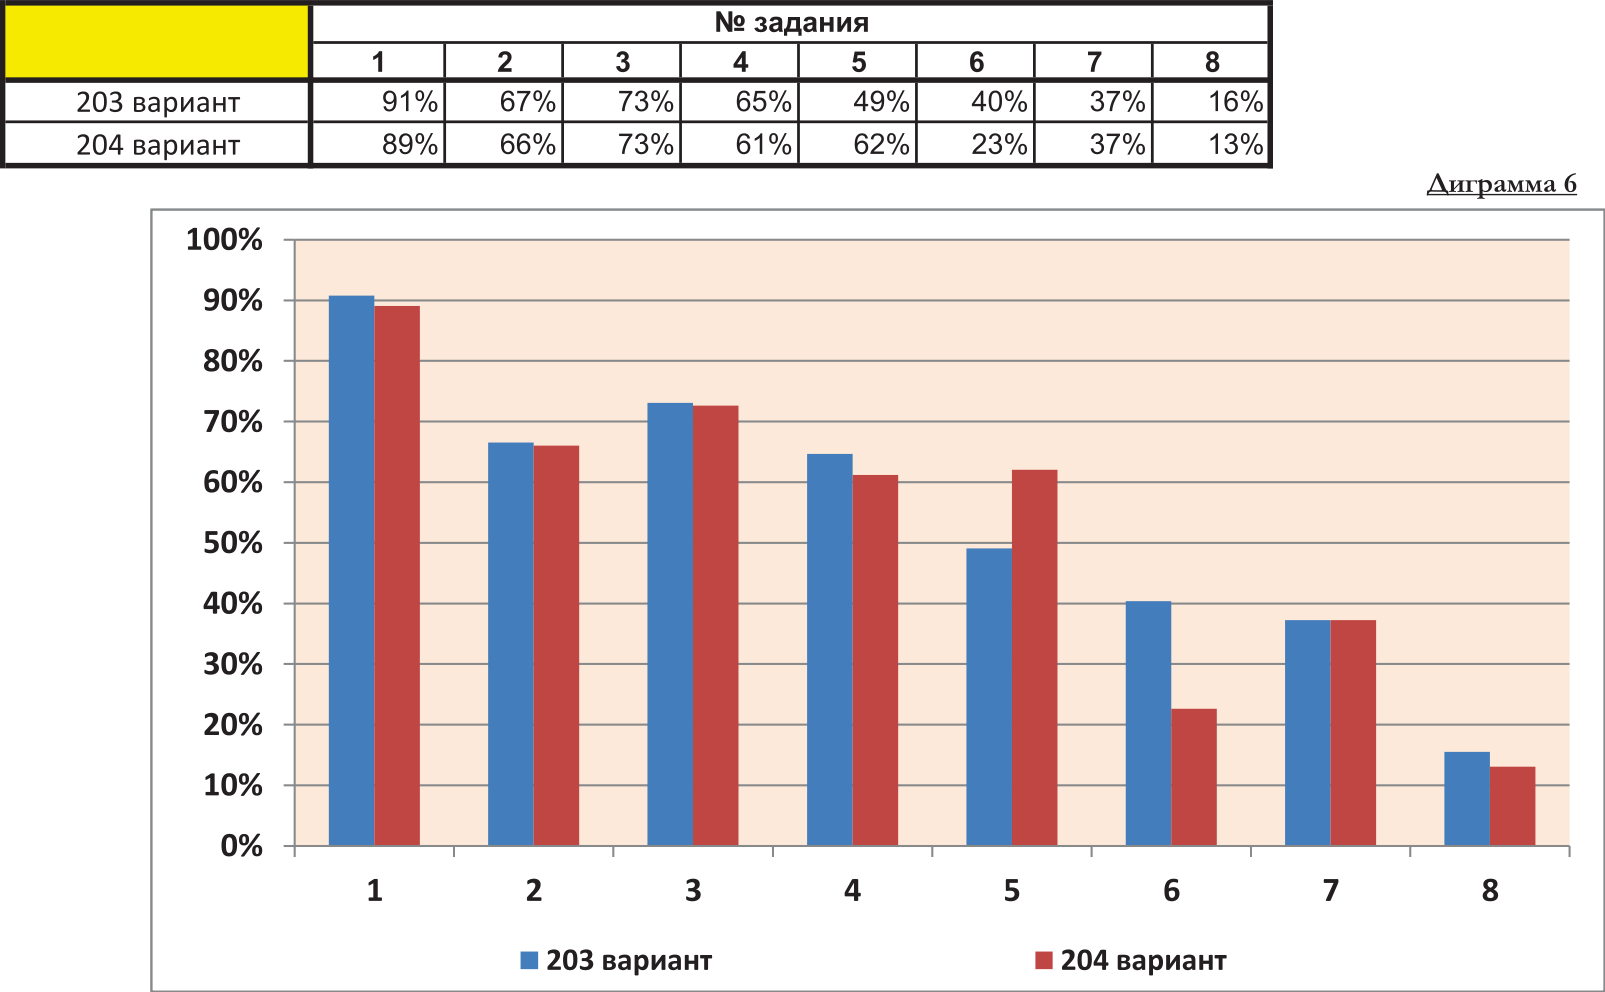 № задания
1 2 3 4 5 6 7 8
203 вариант 91% 67% 73% 65% 49% 40% 37% 16%
204 вариант 89% 66% 73% 61% 62% 23% 37% 13%
Диграмма 6
100%
90%
80%
70%
60%
50%
40%
30%
20%
10%
0%
1 2 3 4 5 6 7 8
203 вариант 204 вариант